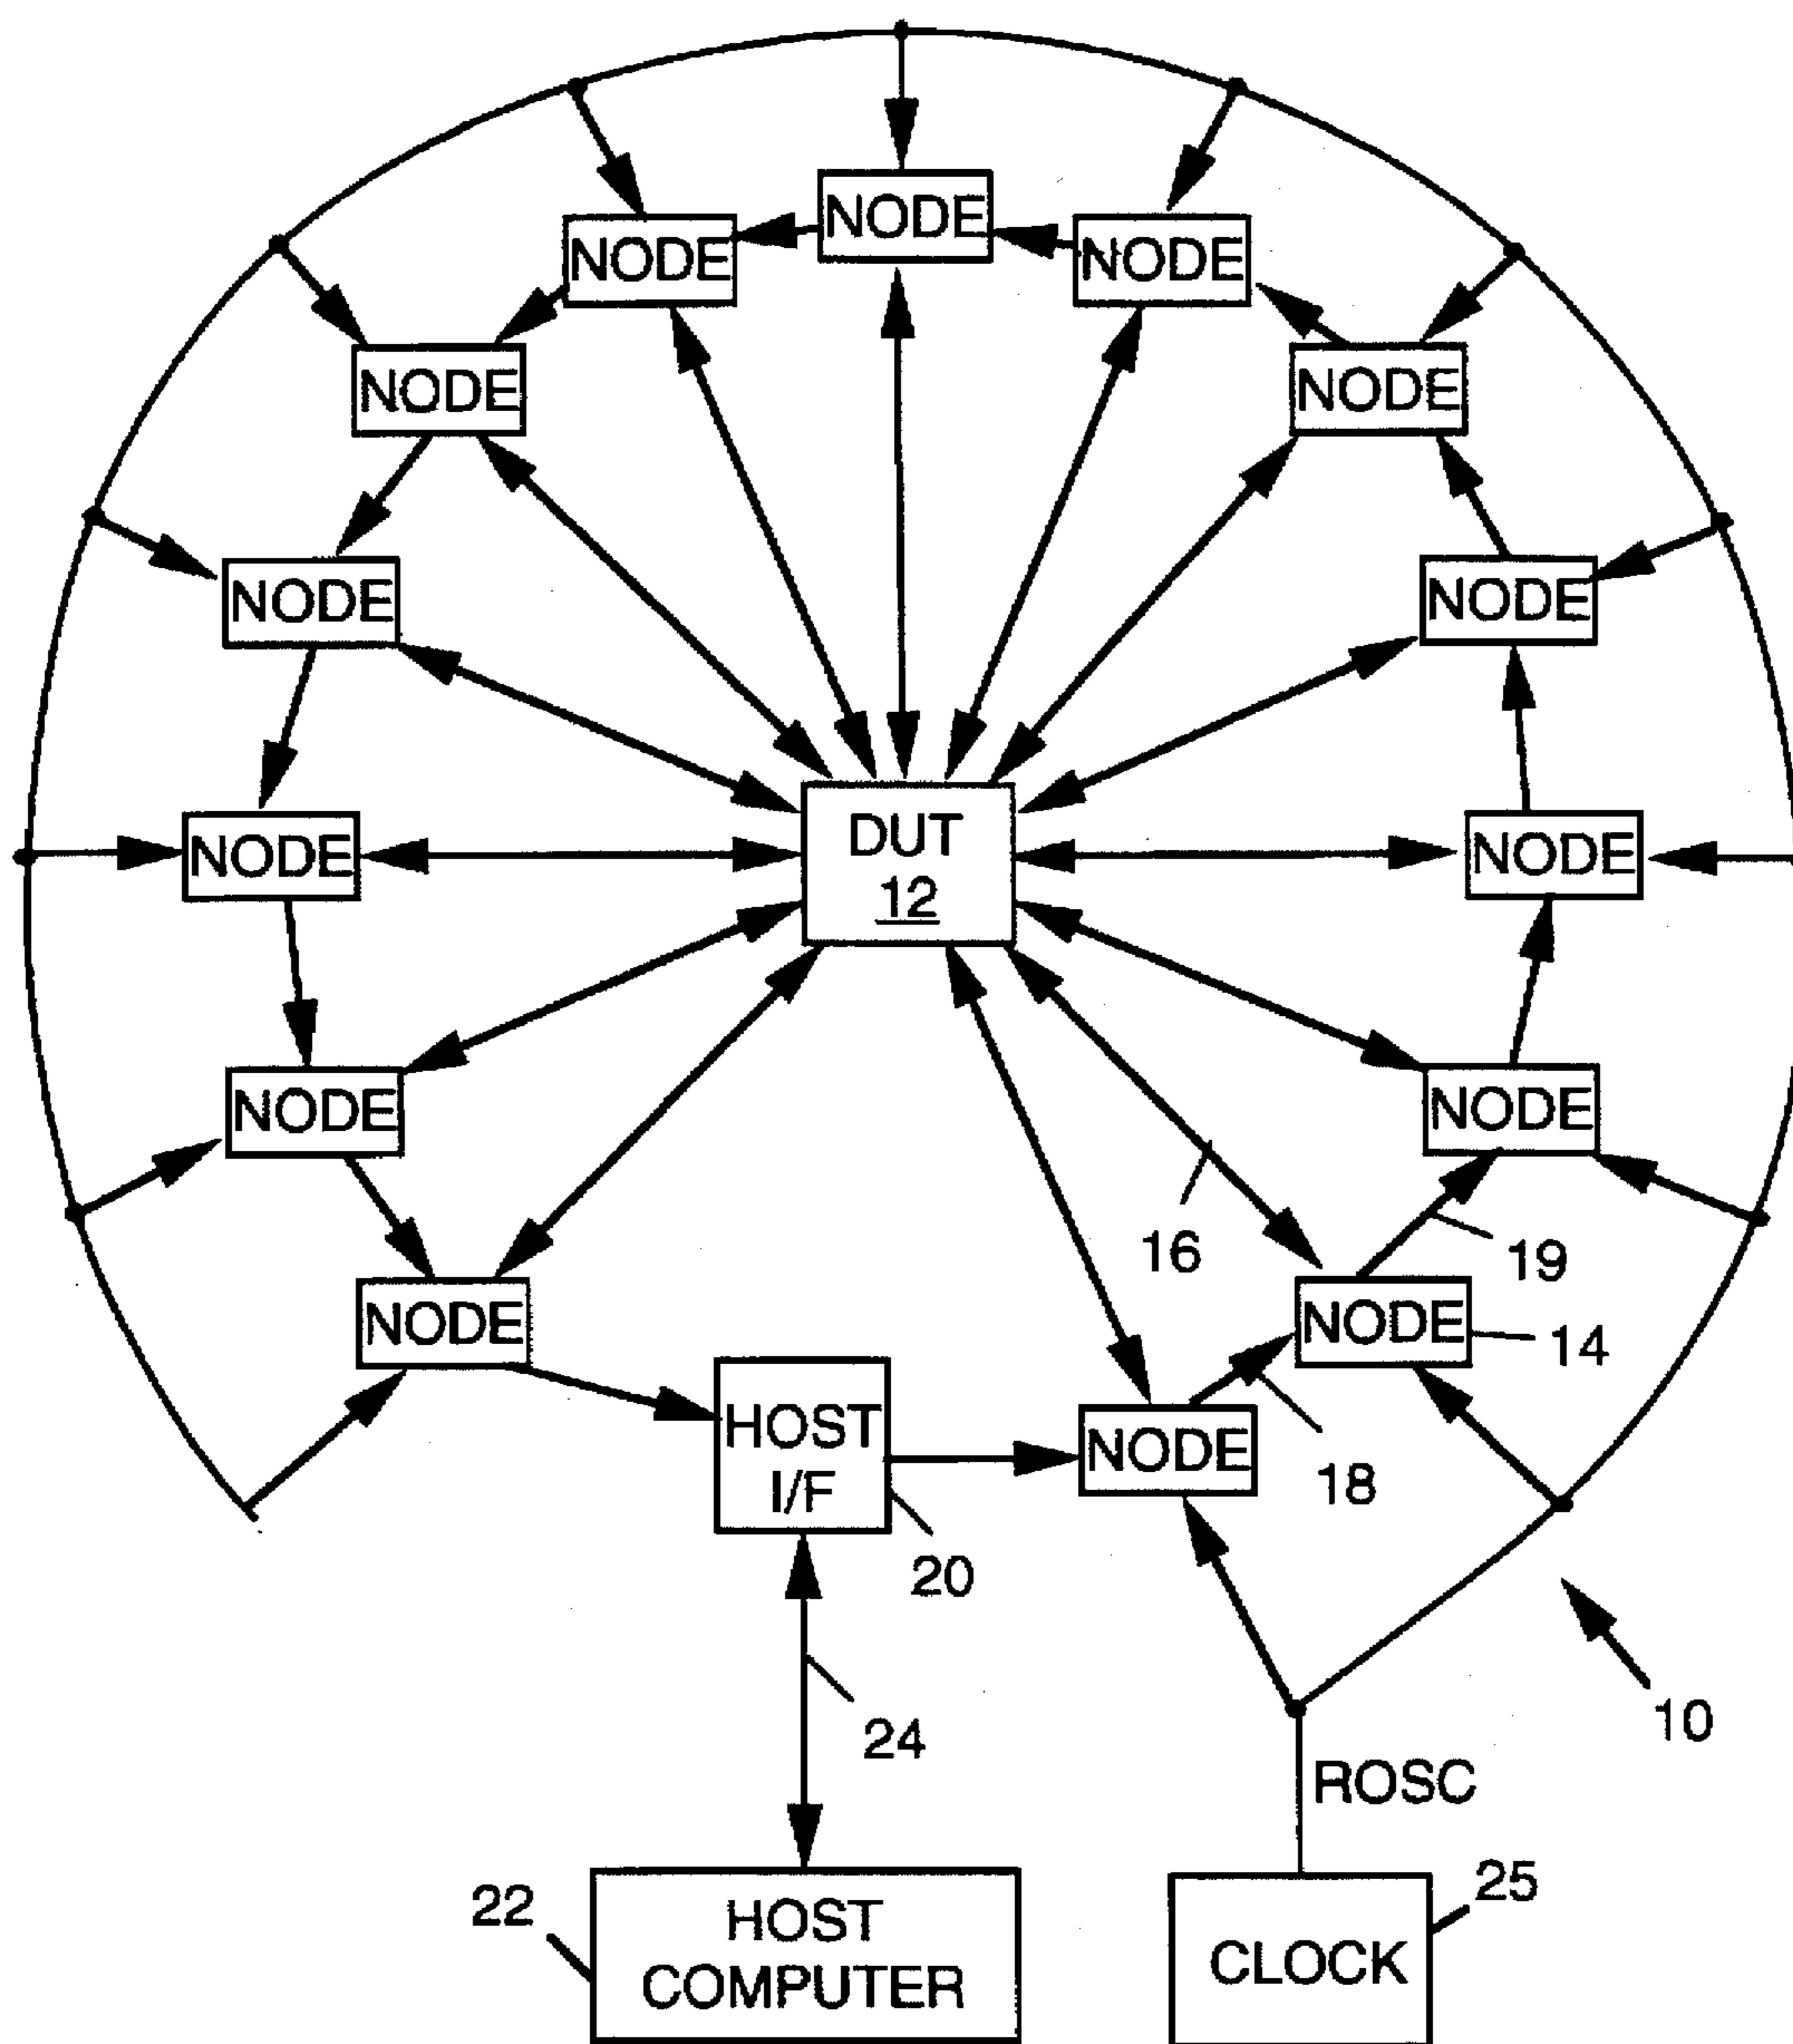 NODE
NODE
NODE
NODE
NODE
NODE
NODE
DUT
12
NODE
NODE
NODE
NODE
16
19
NODE
NODE
14
HOST
I/F
NODE
18
20
10
24
ROSC
22
HOST
COMPUTER
25
CLOCK